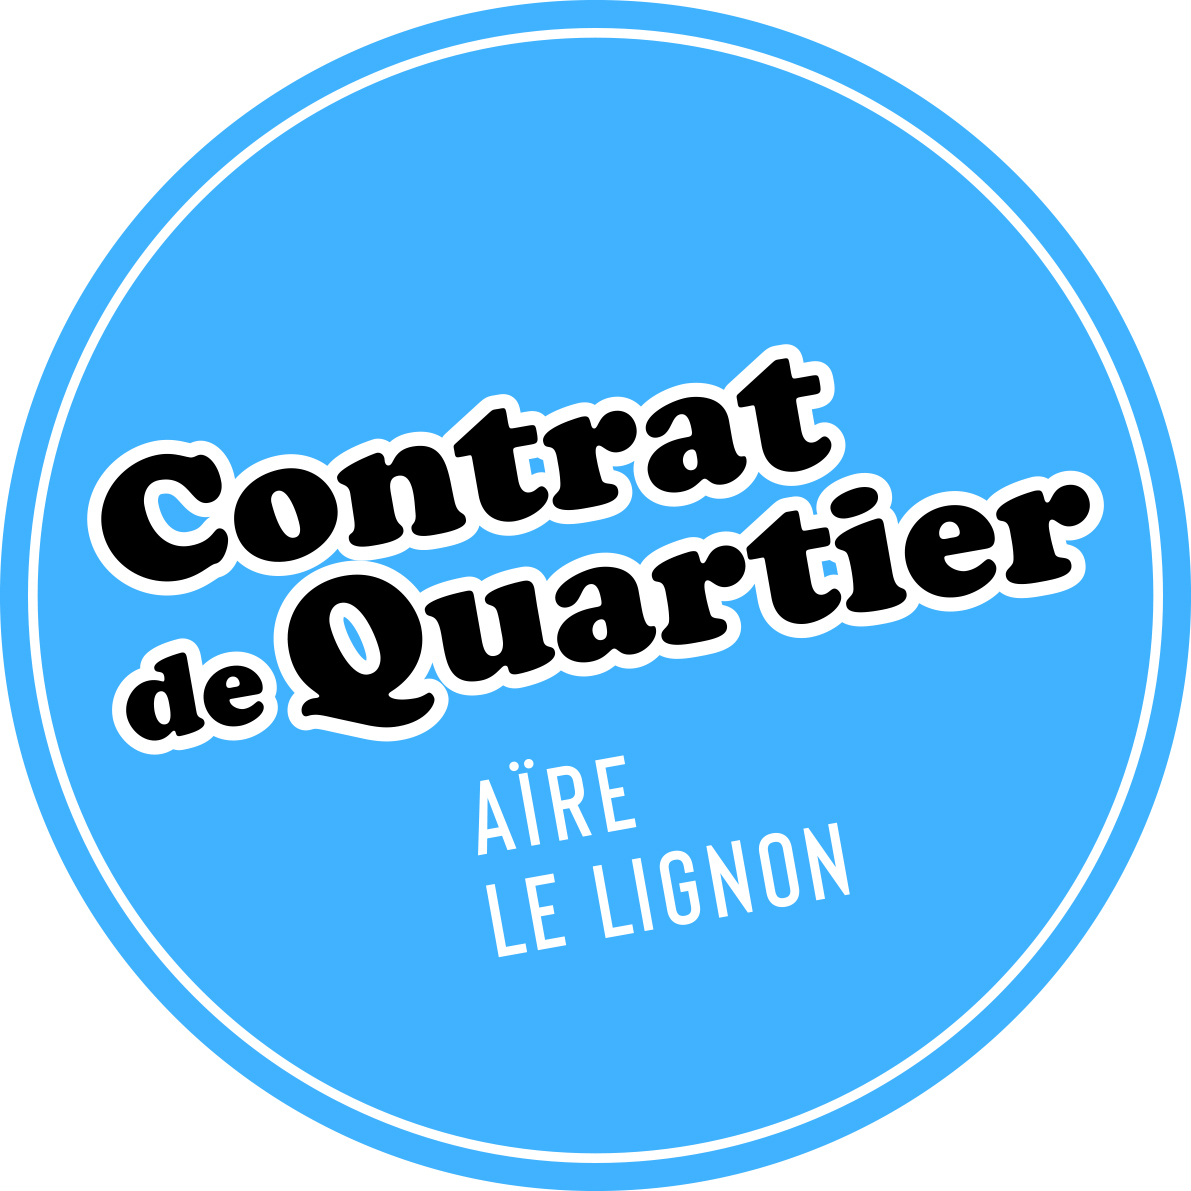 Contrat
de Quartier
AÏRE
LE LIGNON